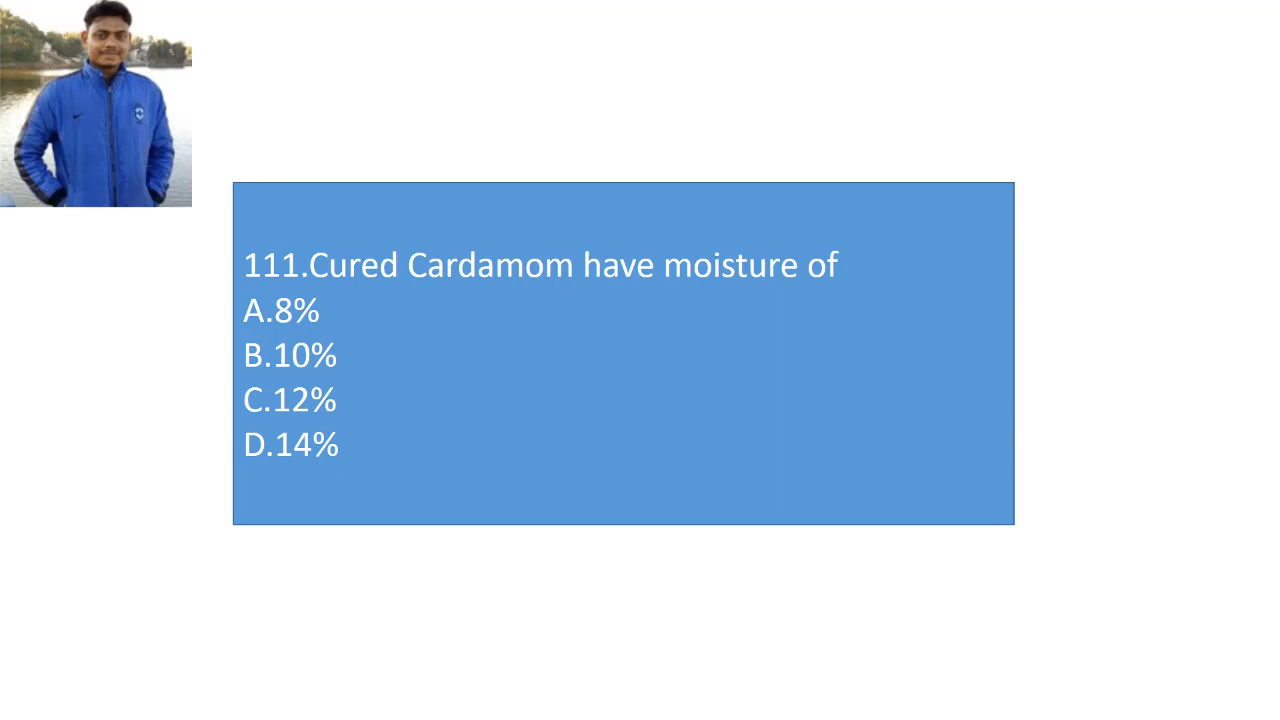 111.Cured Cardamom have moisture of
A.8%
B.10%
C.12%
D.14%